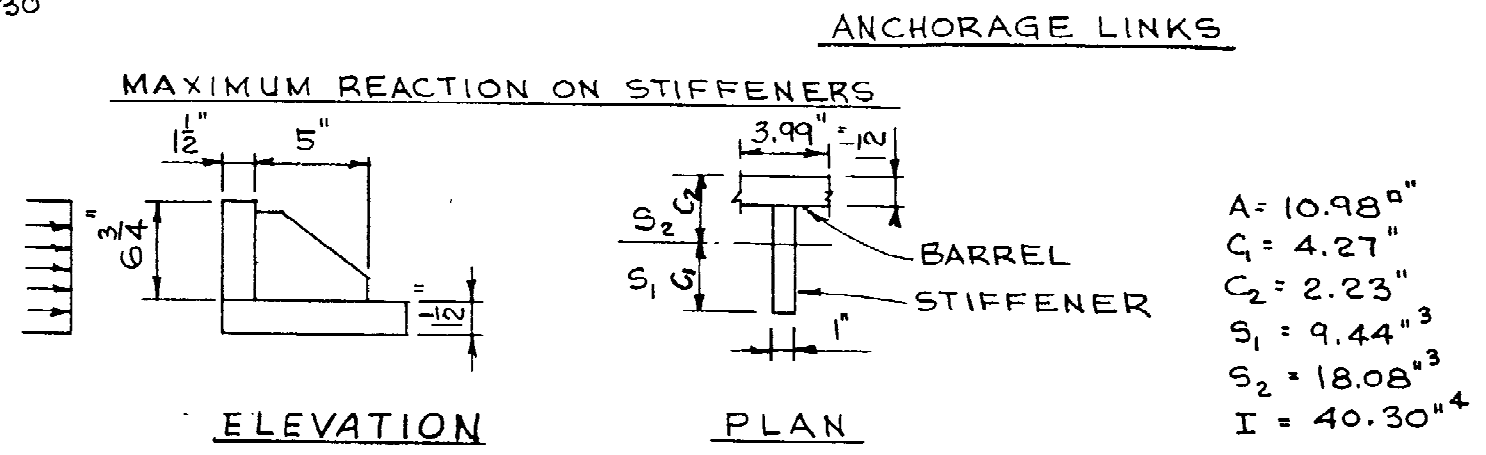 30
ANCHORAGE LINKS
MAXIMUM REACTION ON STIFFENERS
1 1/2"
5"
6 3/4"
1 1/2"
ELEVATION
3.99"
1 1/2"
S₂
C₂
S₁
C₁
BARREL
STIFFENER
1"
PLAN
A = 10.98□"
C₁ = 4.27"
C₂ = 2.23"
S₁ = 9.44"³
S₂ = 18.08"³
I = 40.30"⁴